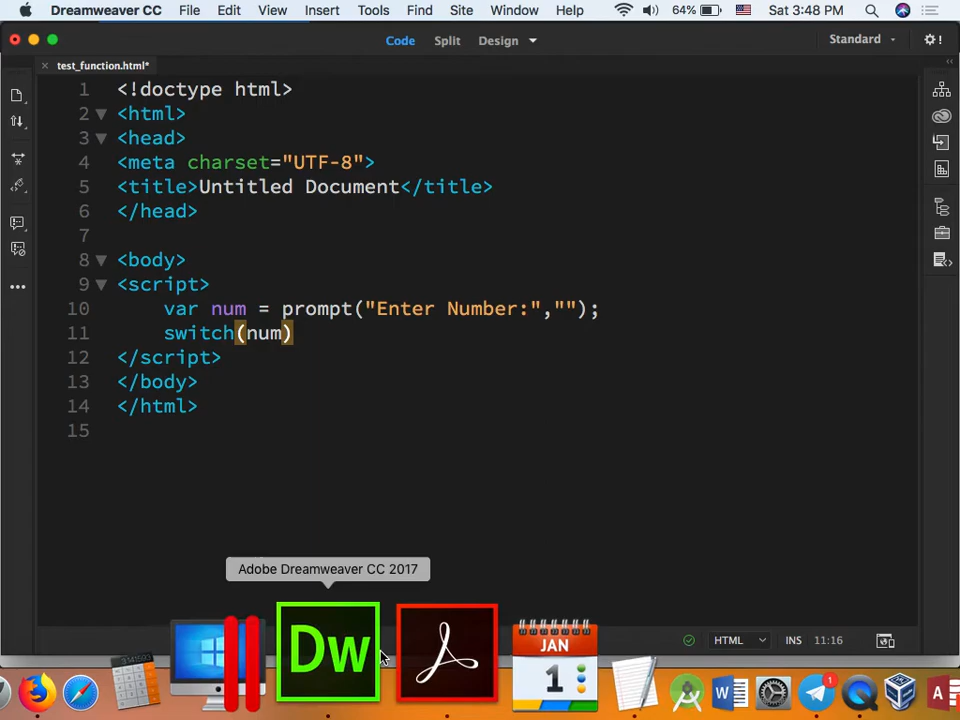 Dreamweaver CC File Edit View Insert Tools Find Site Window Help 64% Sat 3:48 PM
Code Split Design Standard
test_function.html*
1 <!doctype html>
2 <html>
3 <head>
4 <meta charset="UTF-8">
5 <title>Untitled Document</title>
6 </head>
7
8 <body>
9 <script>
10 var num = prompt("Enter Number:","");
11 switch(num)
12 </script>
13 </body>
14 </html>
15
Adobe Dreamweaver CC 2017
HTML INS 11:16
Dw
JAN
1
W
1
A